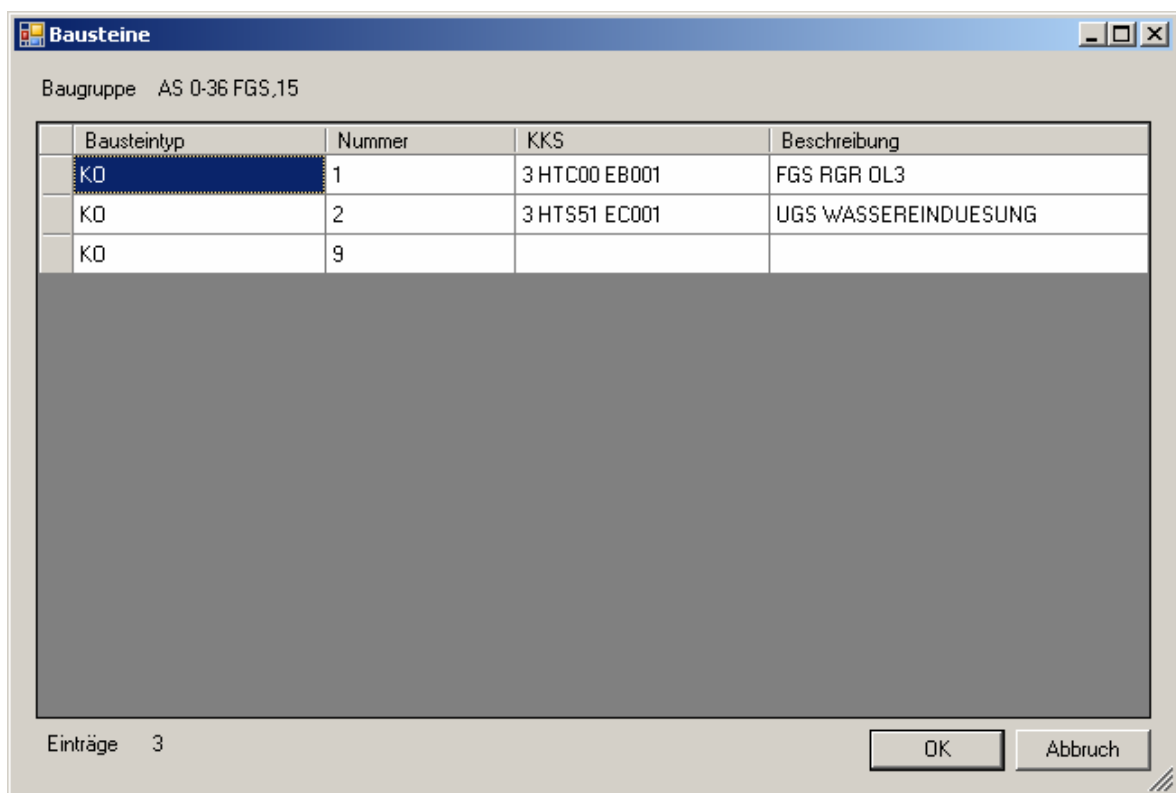 Bausteine
Baugruppe AS 0-36 FGS,15
Bausteintyp Nummer KKS Beschreibung
KO 1 3 HTC00 EB001 FGS RGR OL3
KO 2 3 HTS51 EC001 UGS WASSEREINDUESUNG
KO 9
Einträge 3 OK Abbruch